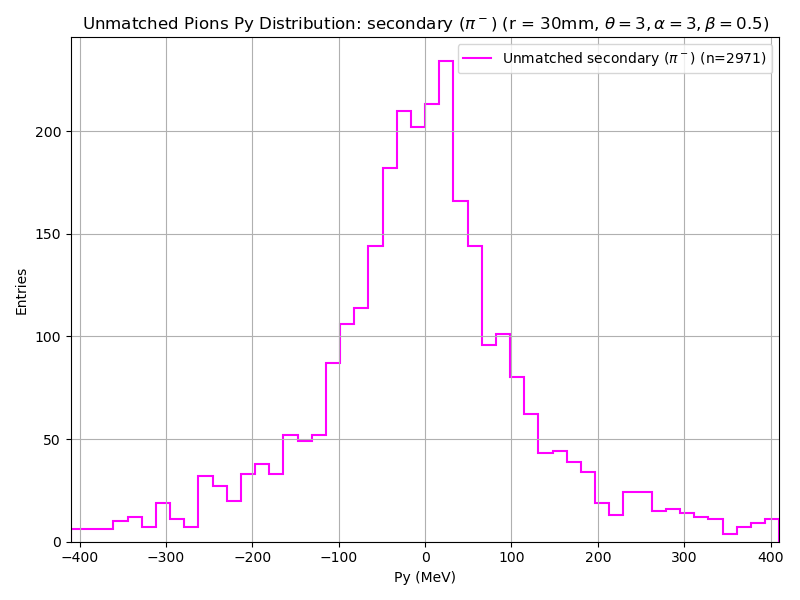 Unmatched Pions Py Distribution: secondary (π⁻) (r = 30mm, θ = 3, α = 3, β = 0.5)
Unmatched secondary (π⁻) (n=2971)
200
150
100
50
0
Entries
−400 −300 −200 −100 0 100 200 300 400
Py (MeV)